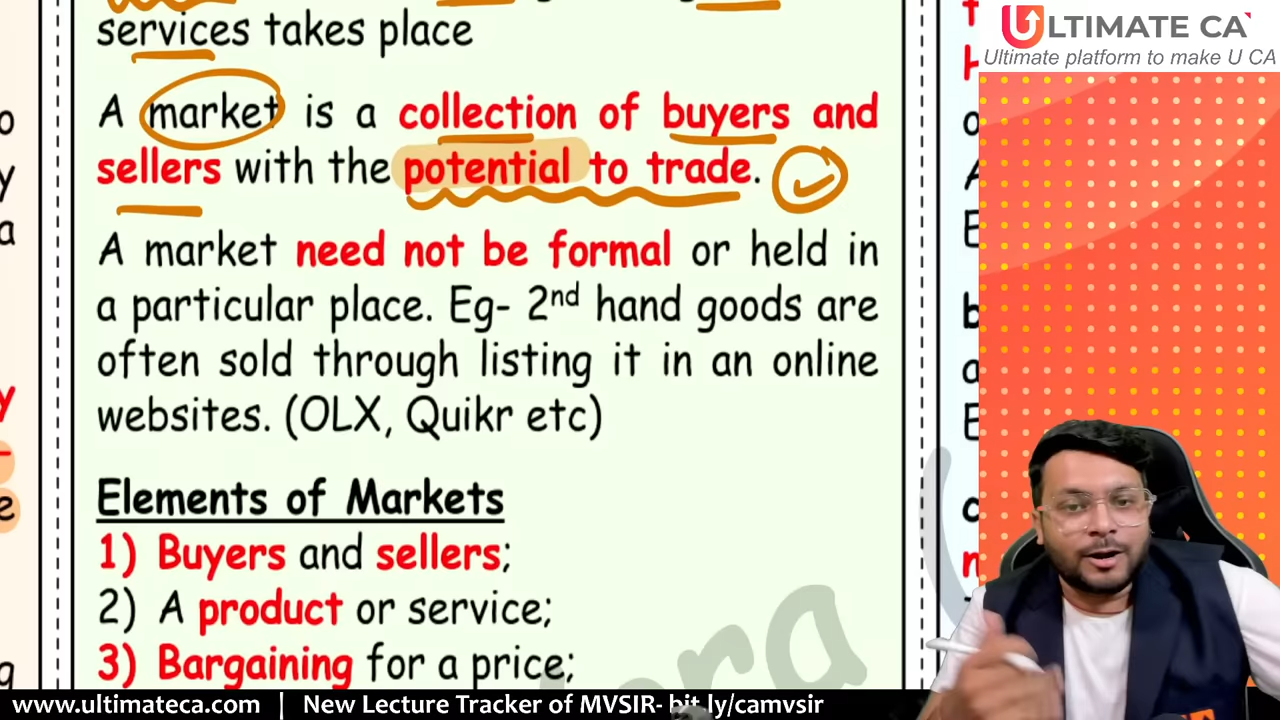 services takes place
A market is a collection of buyers and
sellers with the potential to trade.
A market need not be formal or held in
a particular place. Eg- 2nd hand goods are
often sold through listing it in an online
websites. (OLX, Quikr etc)
Elements of Markets
1) Buyers and sellers;
2) A product or service;
3) Bargaining for a price;
ULTIMATE CA
Ultimate platform to make U CA
www.ultimateca.com | New Lecture Tracker of MVSIR- bit.ly/camvsir